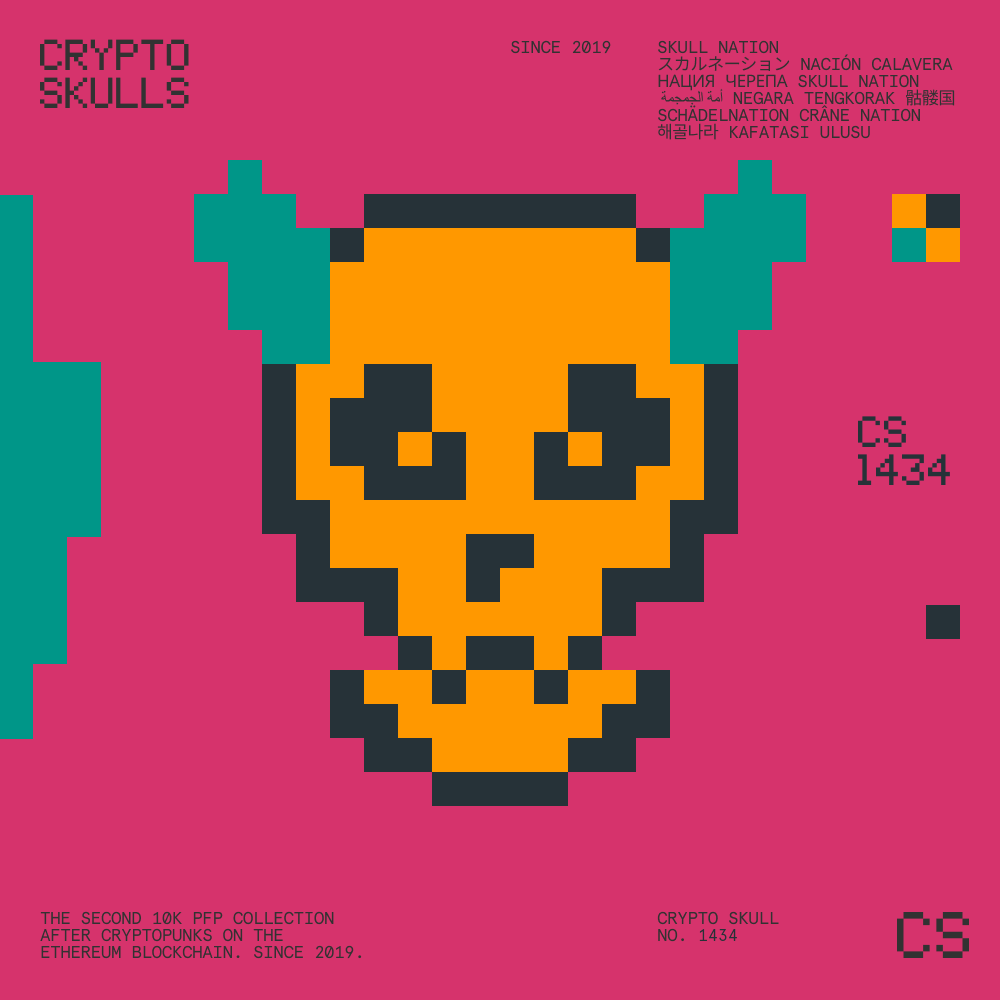 CRYPTO
SKULLS
SINCE 2019
SKULL NATION
スカルネーション NACIÓN CALAVERA
НАЦИЯ ЧЕРЕПА SKULL NATION
أمة الجمجمة NEGARA TENGKORAK 骷髅国
SCHÄDELNATION CRÂNE NATION
해골나라 KAFATASI ULUSU
CS
1434
THE SECOND 10K PFP COLLECTION
AFTER CRYPTOPUNKS ON THE
ETHEREUM BLOCKCHAIN. SINCE 2019.
CRYPTO SKULL
NO. 1434
CS